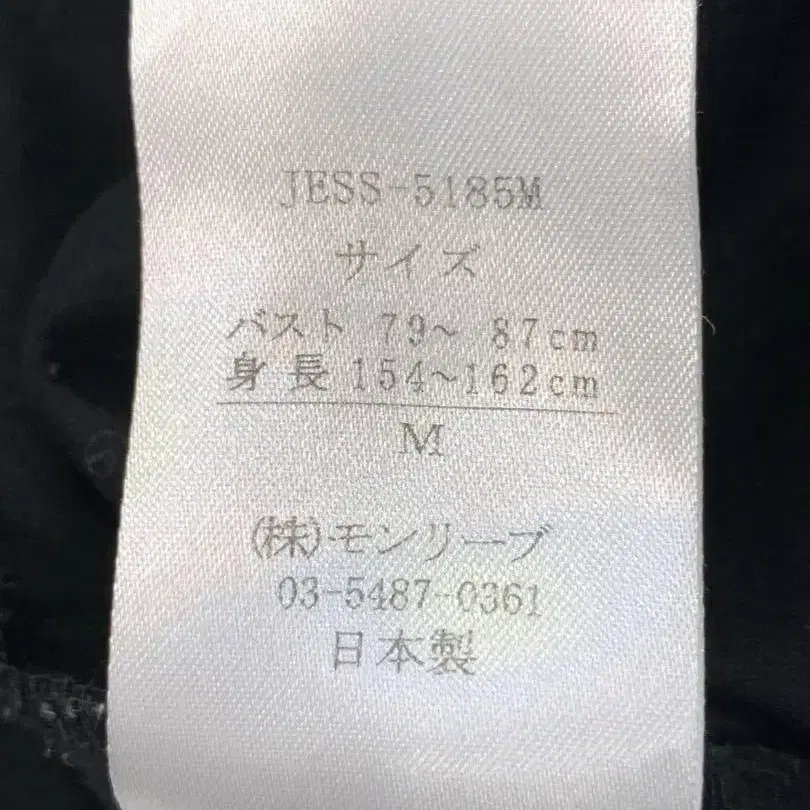 JESS-5185M
サイズ
バスト 79~ 87cm
身長 154~162cm
M
(株)モンリーブ
03-5487-0361
日本製